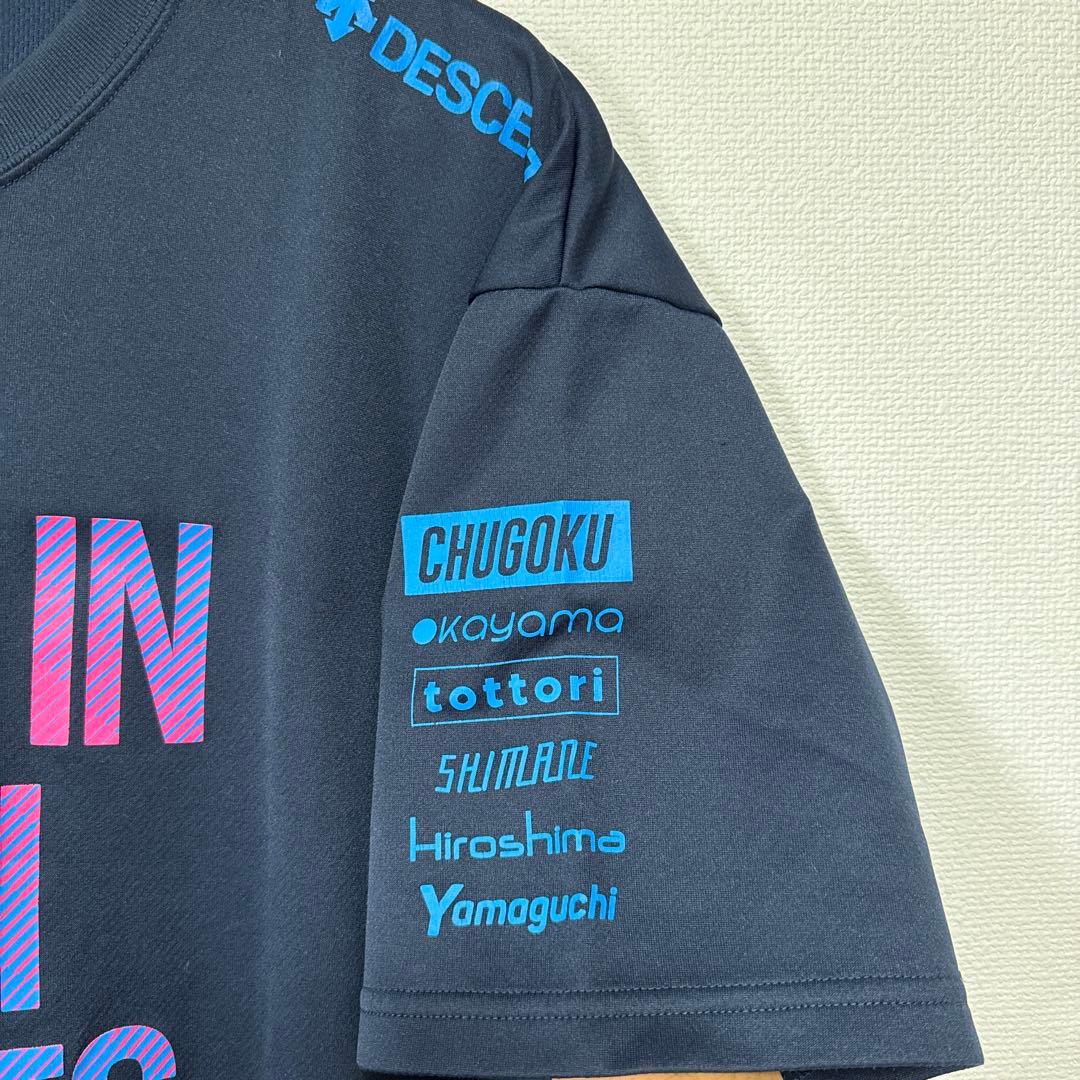 DESCE
IN
CHUGOKU
okayama
tottori
SHIMANE
Hiroshima
Yamaguchi